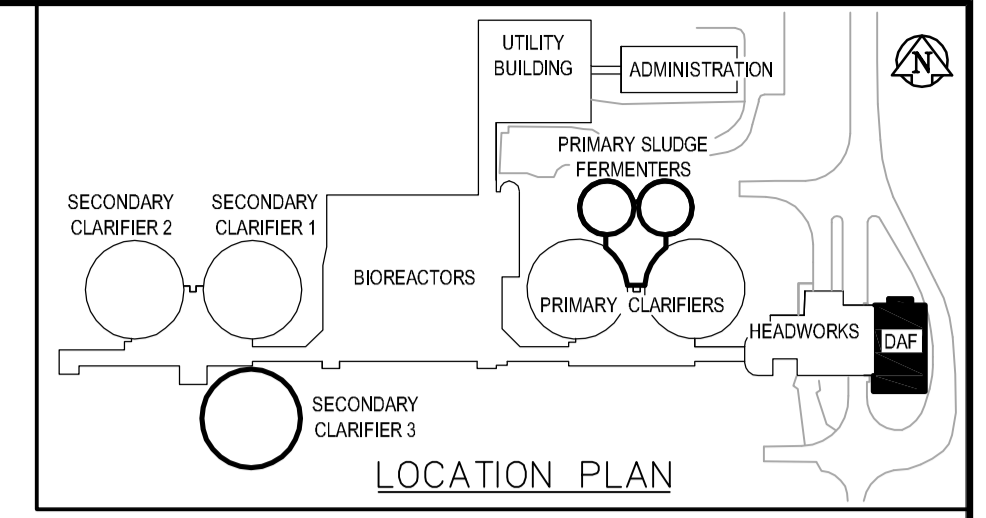 UTILITY
BUILDING
ADMINISTRATION
N
PRIMARY SLUDGE
FERMENTERS
SECONDARY
CLARIFIER 2
SECONDARY
CLARIFIER 1
BIOREACTORS
PRIMARY CLARIFIERS
HEADWORKS
DAF
SECONDARY
CLARIFIER 3
LOCATION PLAN